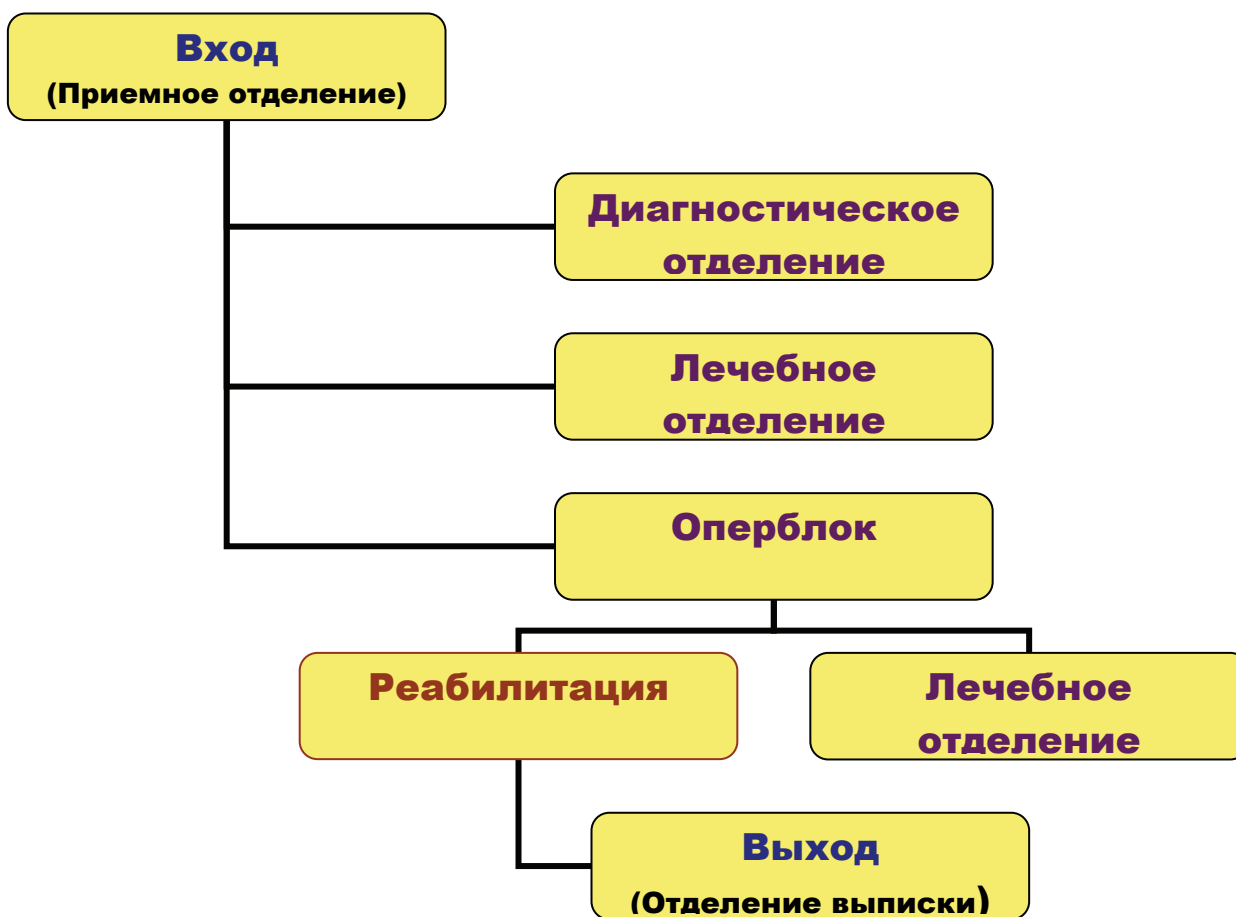 Вход
(Приемное отделение)
Диагностическое
отделение
Лечебное
отделение
Оперблок
Реабилитация
Лечебное
отделение
Выход
(Отделение выписки)